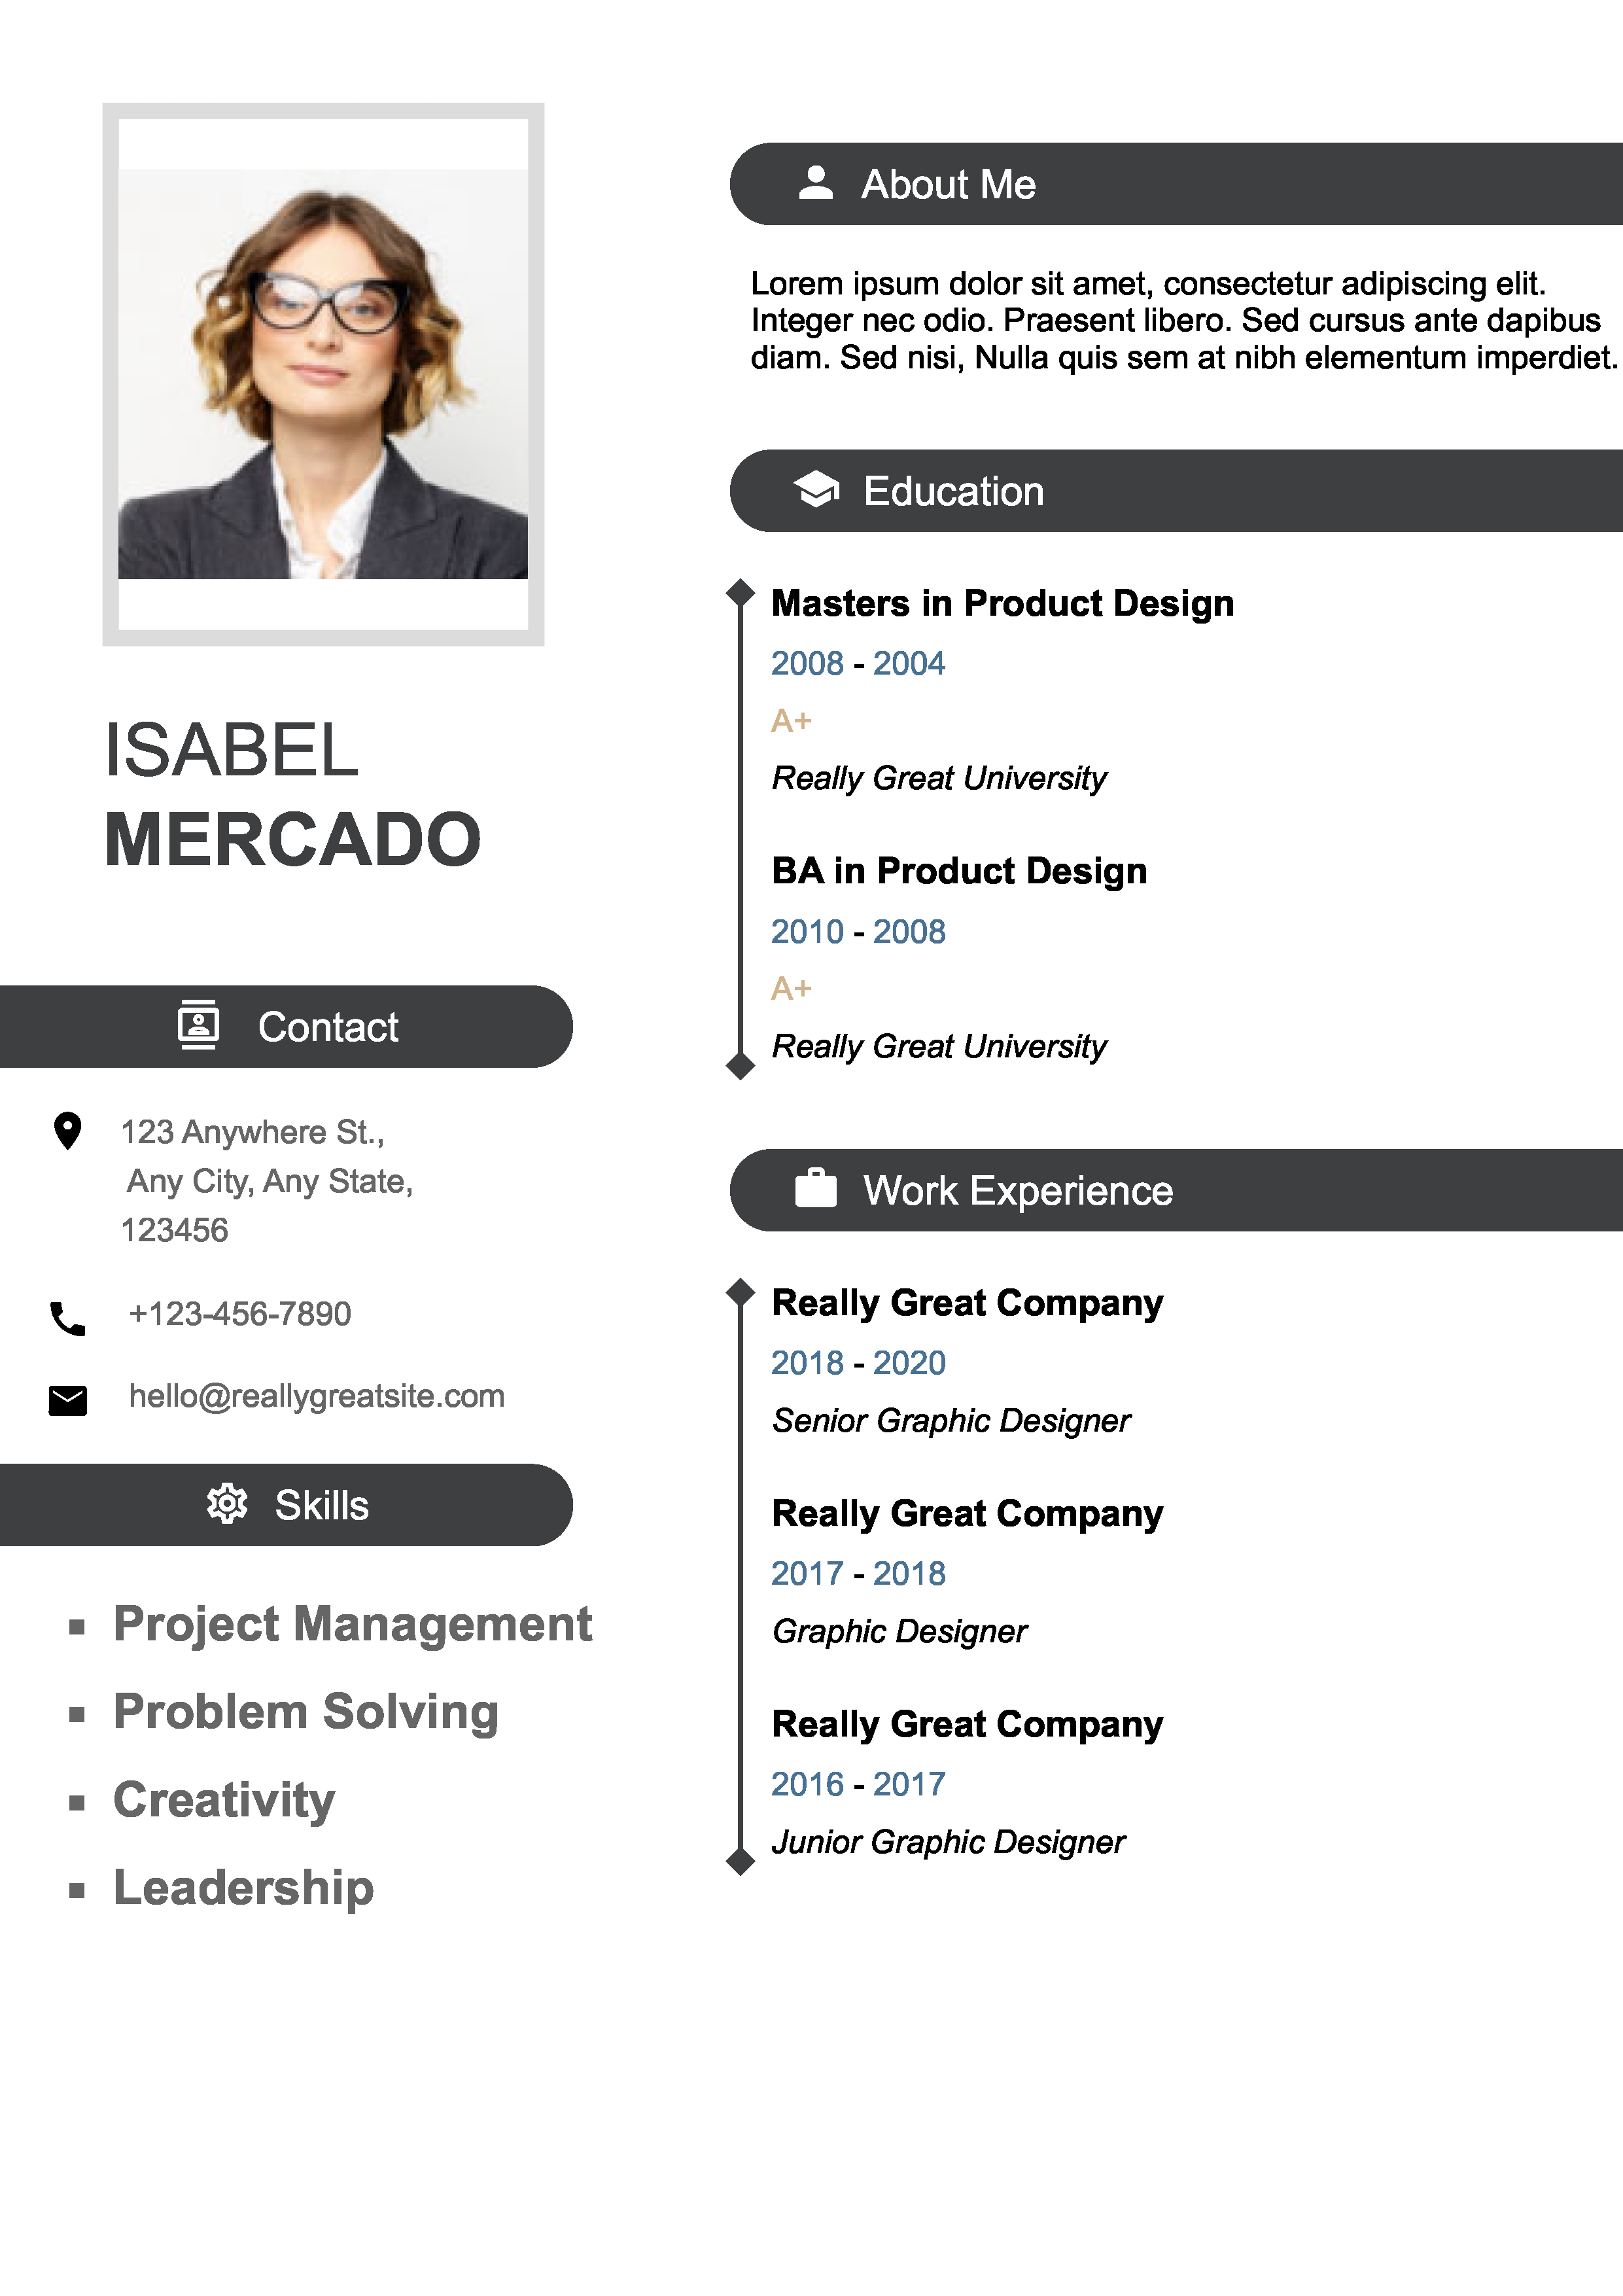 ISABEL
MERCADO
Contact
123 Anywhere St.,
Any City, Any State,
123456
+123-456-7890
hello@reallygreatsite.com
Skills
Project Management
Problem Solving
Creativity
Leadership
About Me
Lorem ipsum dolor sit amet, consectetur adipiscing elit.
Integer nec odio. Praesent libero. Sed cursus ante dapibus
diam. Sed nisi, Nulla quis sem at nibh elementum imperdiet.
Education
Masters in Product Design
2008 - 2004
A+
Really Great University
BA in Product Design
2010 - 2008
A+
Really Great University
Work Experience
Really Great Company
2018 - 2020
Senior Graphic Designer
Really Great Company
2017 - 2018
Graphic Designer
Really Great Company
2016 - 2017
Junior Graphic Designer